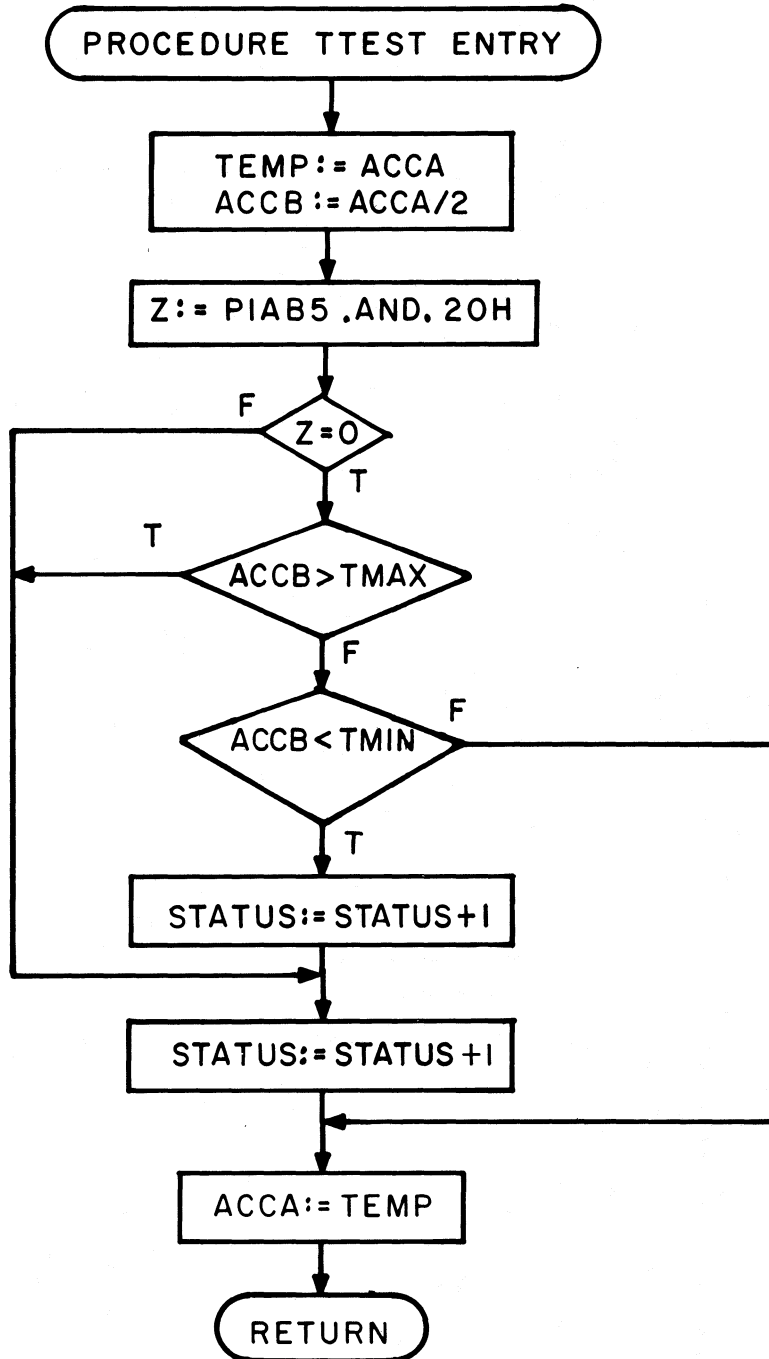 PROCEDURE TTEST ENTRY
TEMP:= ACCA
ACCB:= ACCA/2
Z:= PIAB5 .AND. 20H
F
Z=0
T
T
ACCB>TMAX
F
F
ACCB<TMIN
T
STATUS:= STATUS+1
STATUS:= STATUS+1
ACCA:= TEMP
RETURN